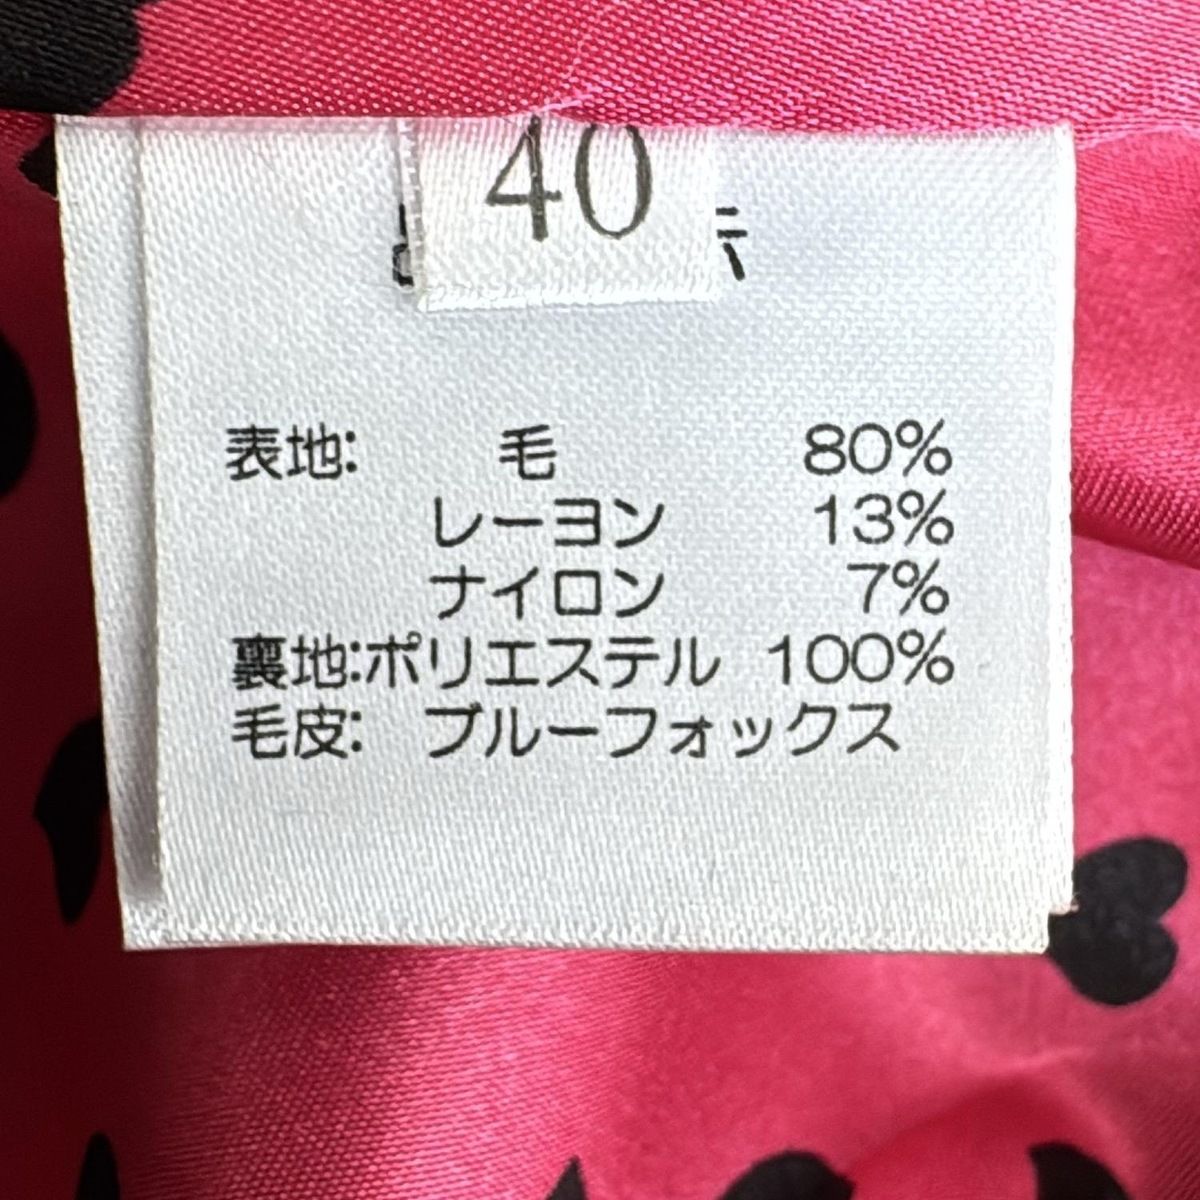 40
表地: 毛 80%
レーヨン 13%
ナイロン 7%
裏地:ポリエステル 100%
毛皮: ブルーフォックス